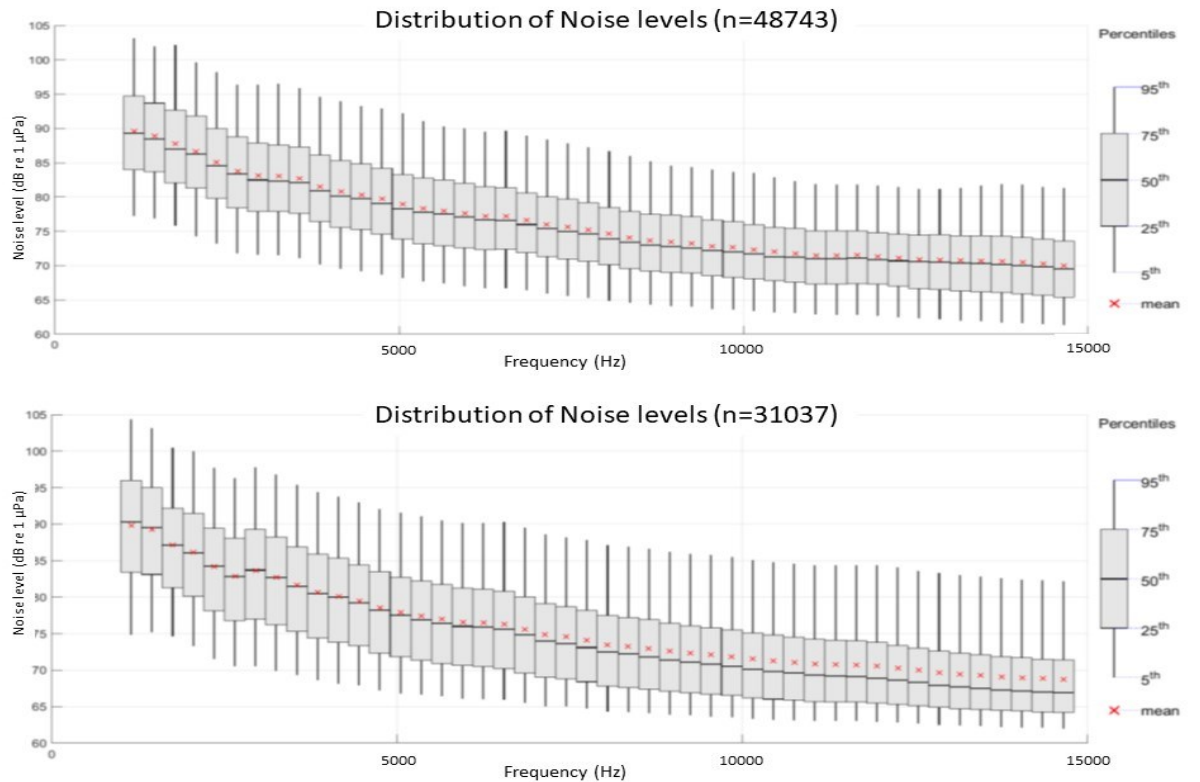 Distribution of Noise levels (n=48743)
Noise level (dB re 1 µPa)
105
100
95
90
85
80
75
70
65
60
0
5000
10000
15000
Frequency (Hz)
Percentiles
95th
75th
50th
25th
5th
mean
Distribution of Noise levels (n=31037)
Noise level (dB re 1 µPa)
105
100
95
90
85
80
75
70
65
60
0
5000
10000
15000
Frequency (Hz)
Percentiles
95th
75th
50th
25th
5th
mean